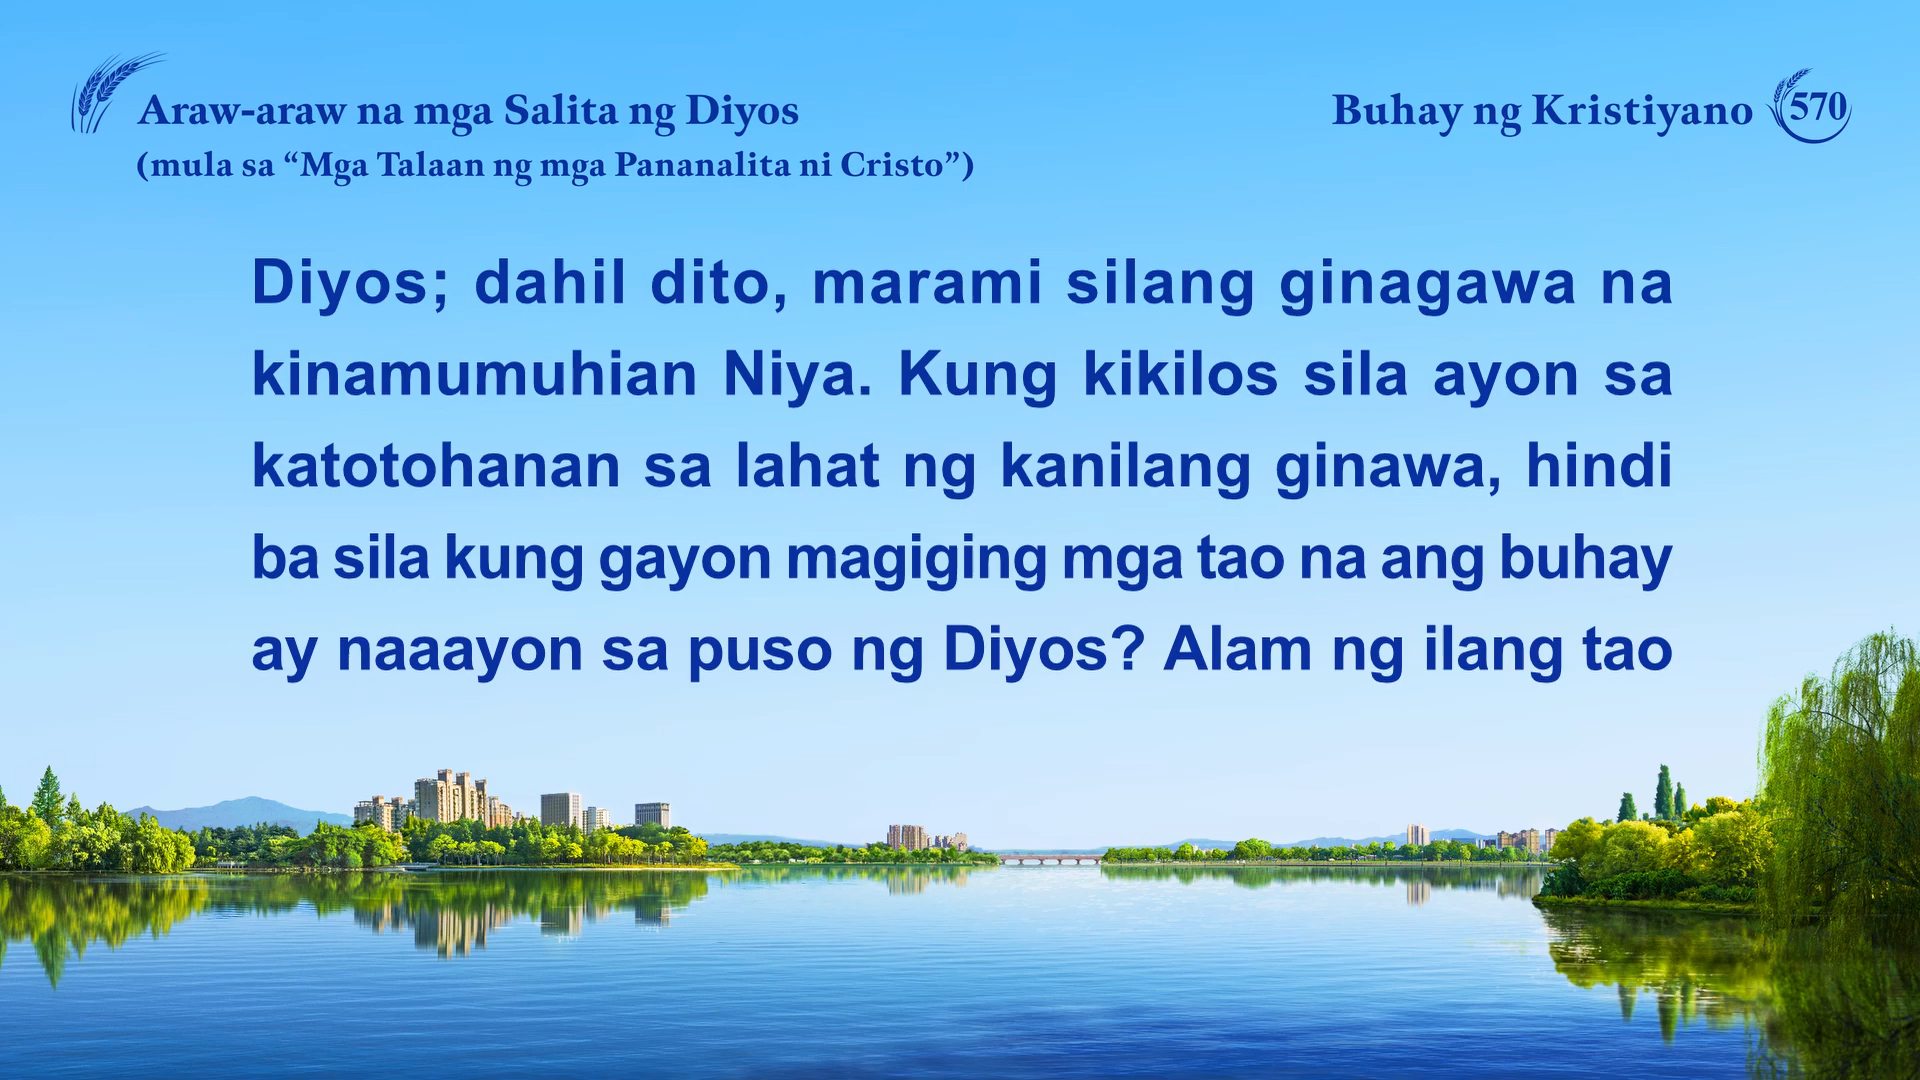 Araw-araw na mga Salita ng Diyos
(mula sa “Mga Talaan ng mga Pananalita ni Cristo”)
Buhay ng Kristiyano 570
Diyos; dahil dito, marami silang ginagawa na
kinamumuhian Niya. Kung kikilos sila ayon sa
katotohanan sa lahat ng kanilang ginawa, hindi
ba sila kung gayon magiging mga tao na ang buhay
ay naaayon sa puso ng Diyos? Alam ng ilang tao